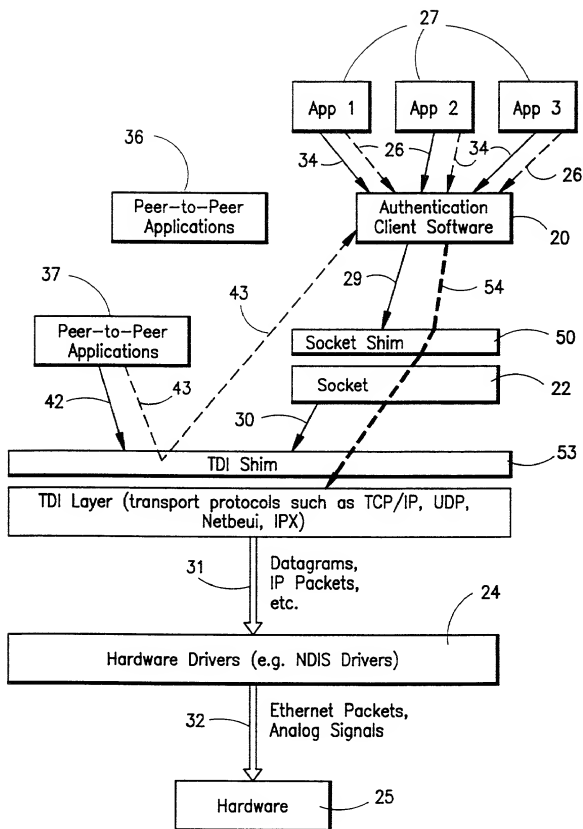 27
App 1
App 2
App 3
36
34
26
34
26
Peer-to-Peer
Applications
Authentication
Client Software
20
37
29
54
43
Peer-to-Peer
Applications
Socket Shim
50
43
42
Socket
22
30
TDI Shim
53
TDI Layer (transport protocols such as TCP/IP, UDP,
Netbeui, IPX)
31
Datagrams,
IP Packets,
etc.
24
Hardware Drivers (e.g. NDIS Drivers)
32
Ethernet Packets,
Analog Signals
Hardware
25